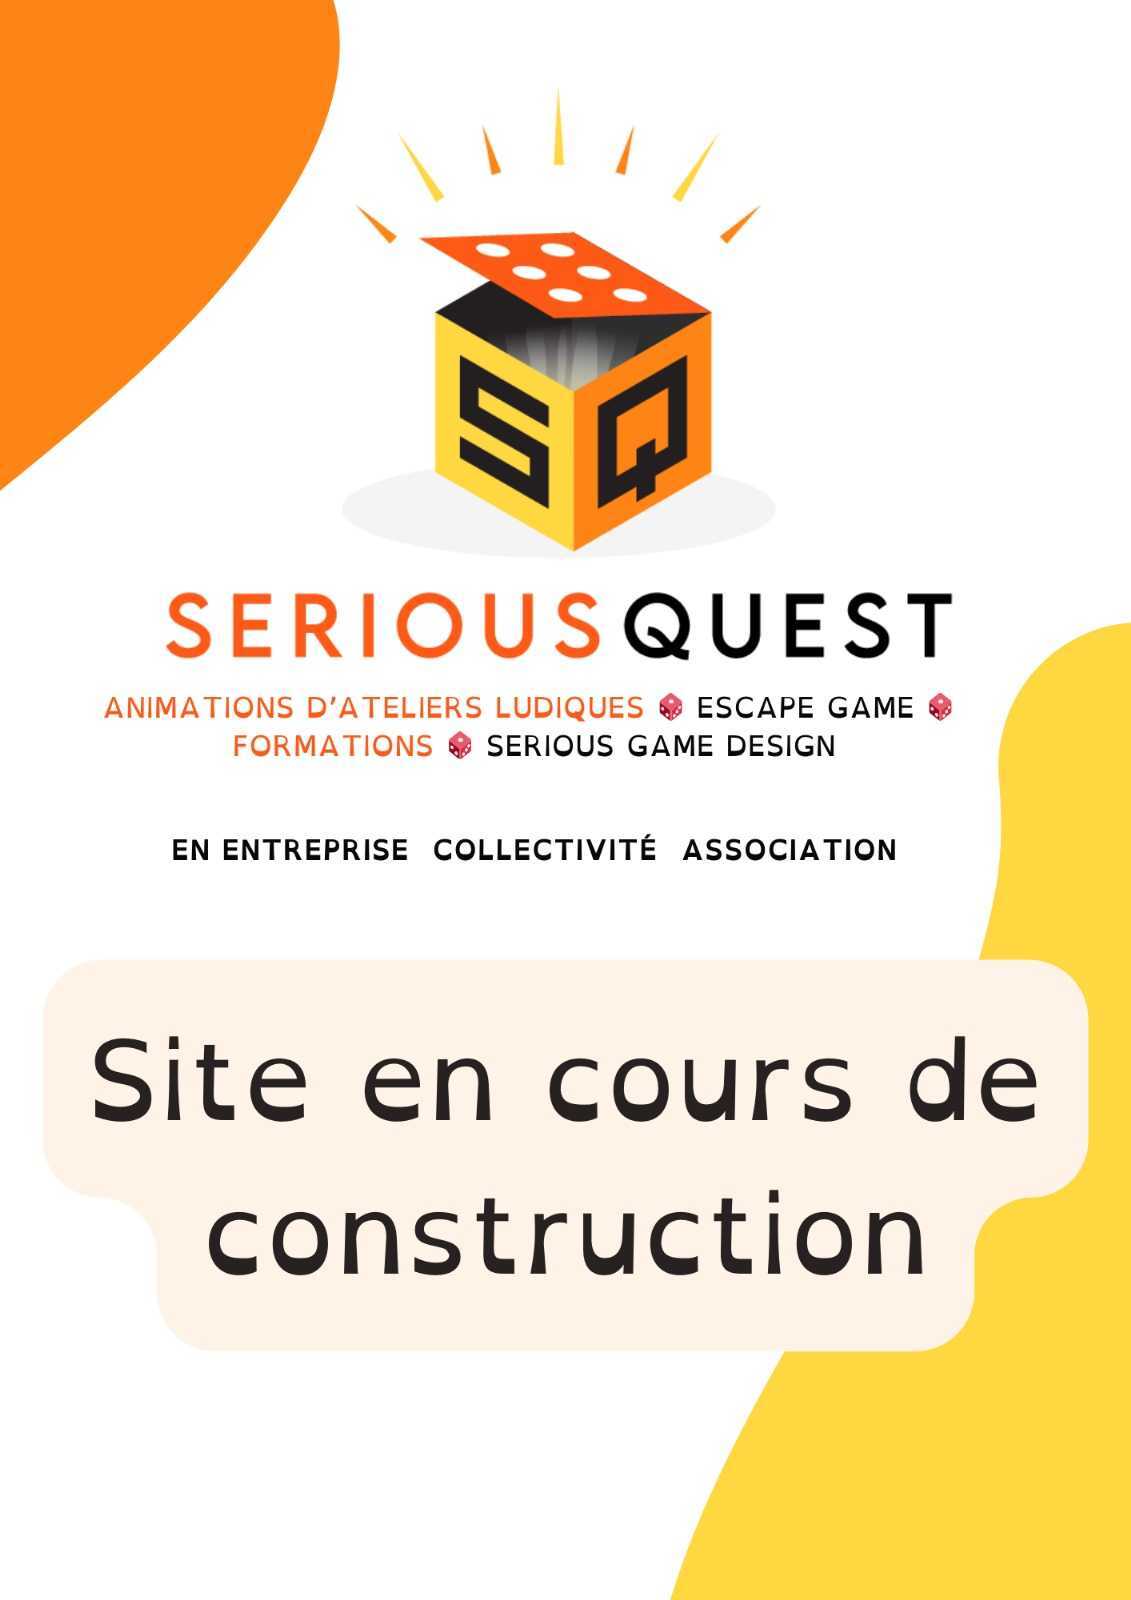 SQ
SERIOUSQUEST
ANIMATIONS D'ATELIERS LUDIQUES 🎲 ESCAPE GAME 🎲
FORMATIONS 🎲 SERIOUS GAME DESIGN
EN ENTREPRISE COLLECTIVITÉ ASSOCIATION
Site en cours de
construction